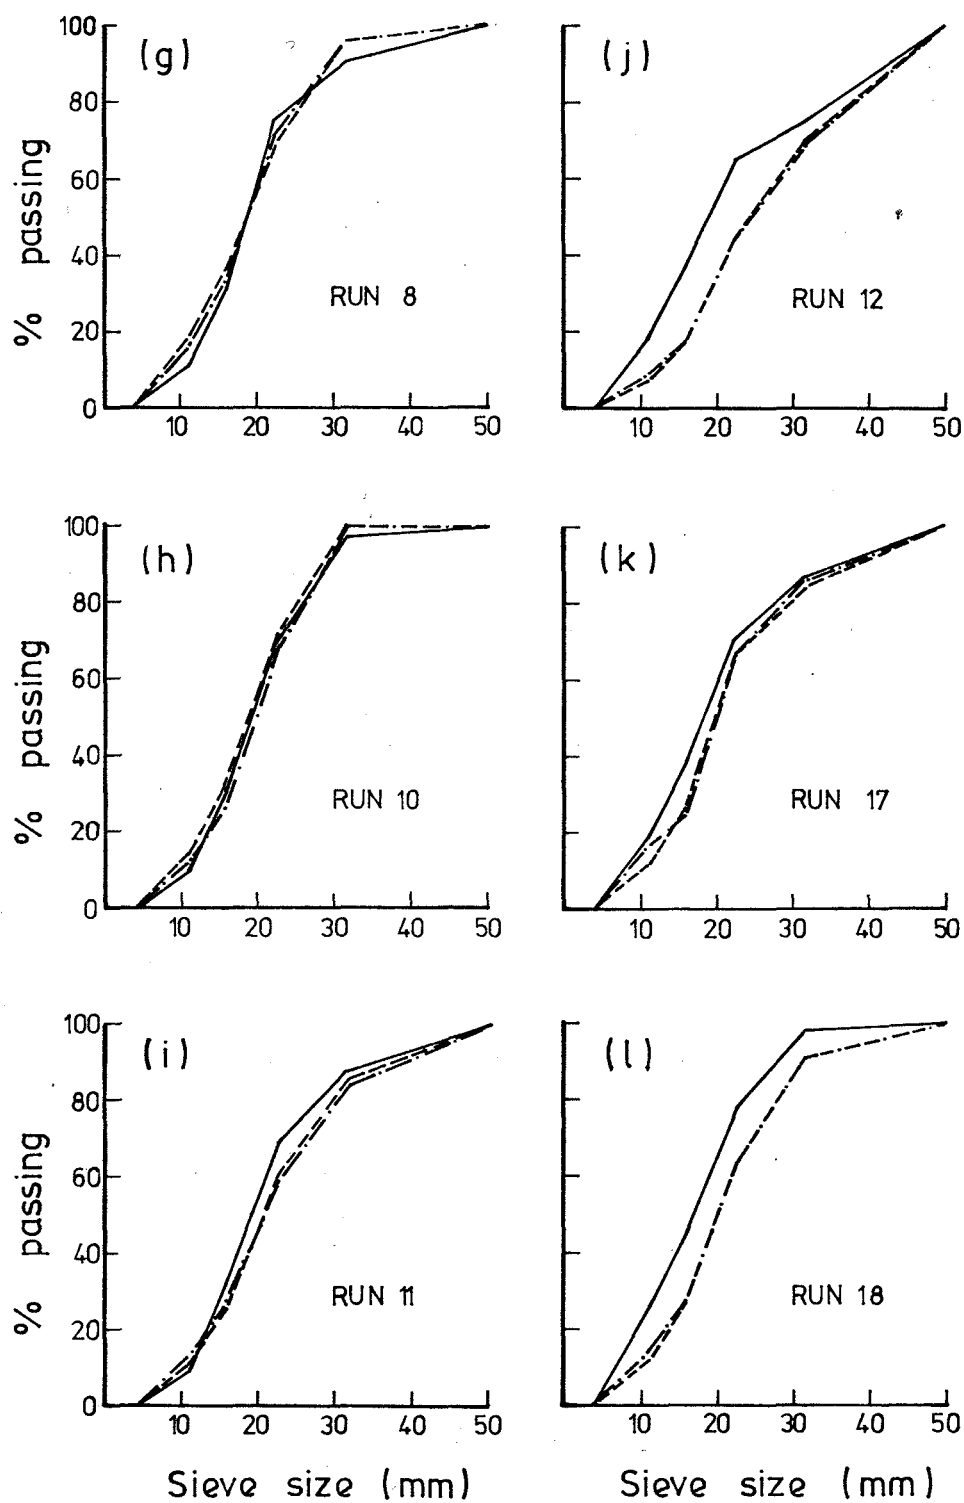 (g)
% passing
100
80
60
40
20
0
RUN 8
10 20 30 40 50
(j)
RUN 12
10 20 30 40 50
(h)
% passing
100
80
60
40
20
0
RUN 10
10 20 30 40 50
(k)
RUN 17
10 20 30 40 50
(i)
% passing
100
80
60
40
20
0
RUN 11
10 20 30 40 50
Sieve size (mm)
(l)
RUN 18
10 20 30 40 50
Sieve size (mm)